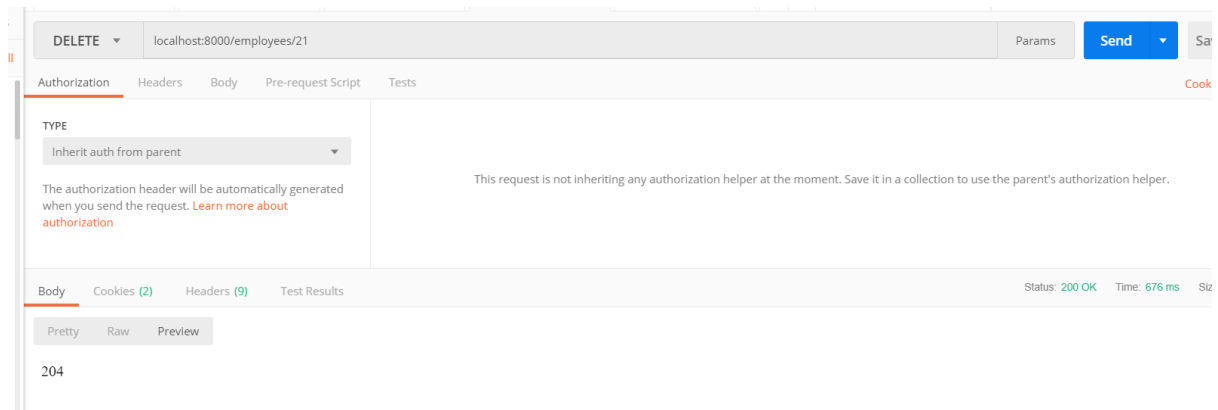 DELETE localhost:8000/employees/21 Params Send
Authorization Headers Body Pre-request Script Tests
TYPE
Inherit auth from parent
The authorization header will be automatically generated
when you send the request. Learn more about
authorization
This request is not inheriting any authorization helper at the moment. Save it in a collection to use the parent's authorization helper.
Body Cookies (2) Headers (9) Test Results Status: 200 OK Time: 676 ms
Pretty Raw Preview
204